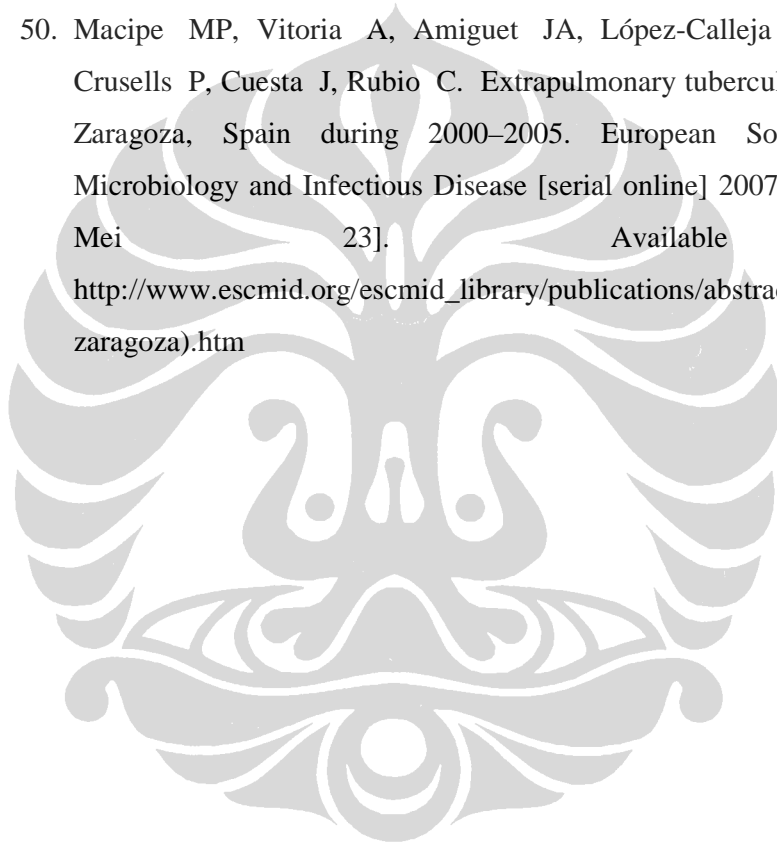 50. Macipe MP, Vitoria A, Amiguet JA, López-Calleja
Crusells P, Cuesta J, Rubio C. Extrapulmonary tubercul
Zaragoza, Spain during 2000–2005. European So
Microbiology and Infectious Disease [serial online] 2007
Mei 23]. Available
http://www.escmid.org/escmid_library/publications/abstrac
zaragoza).htm